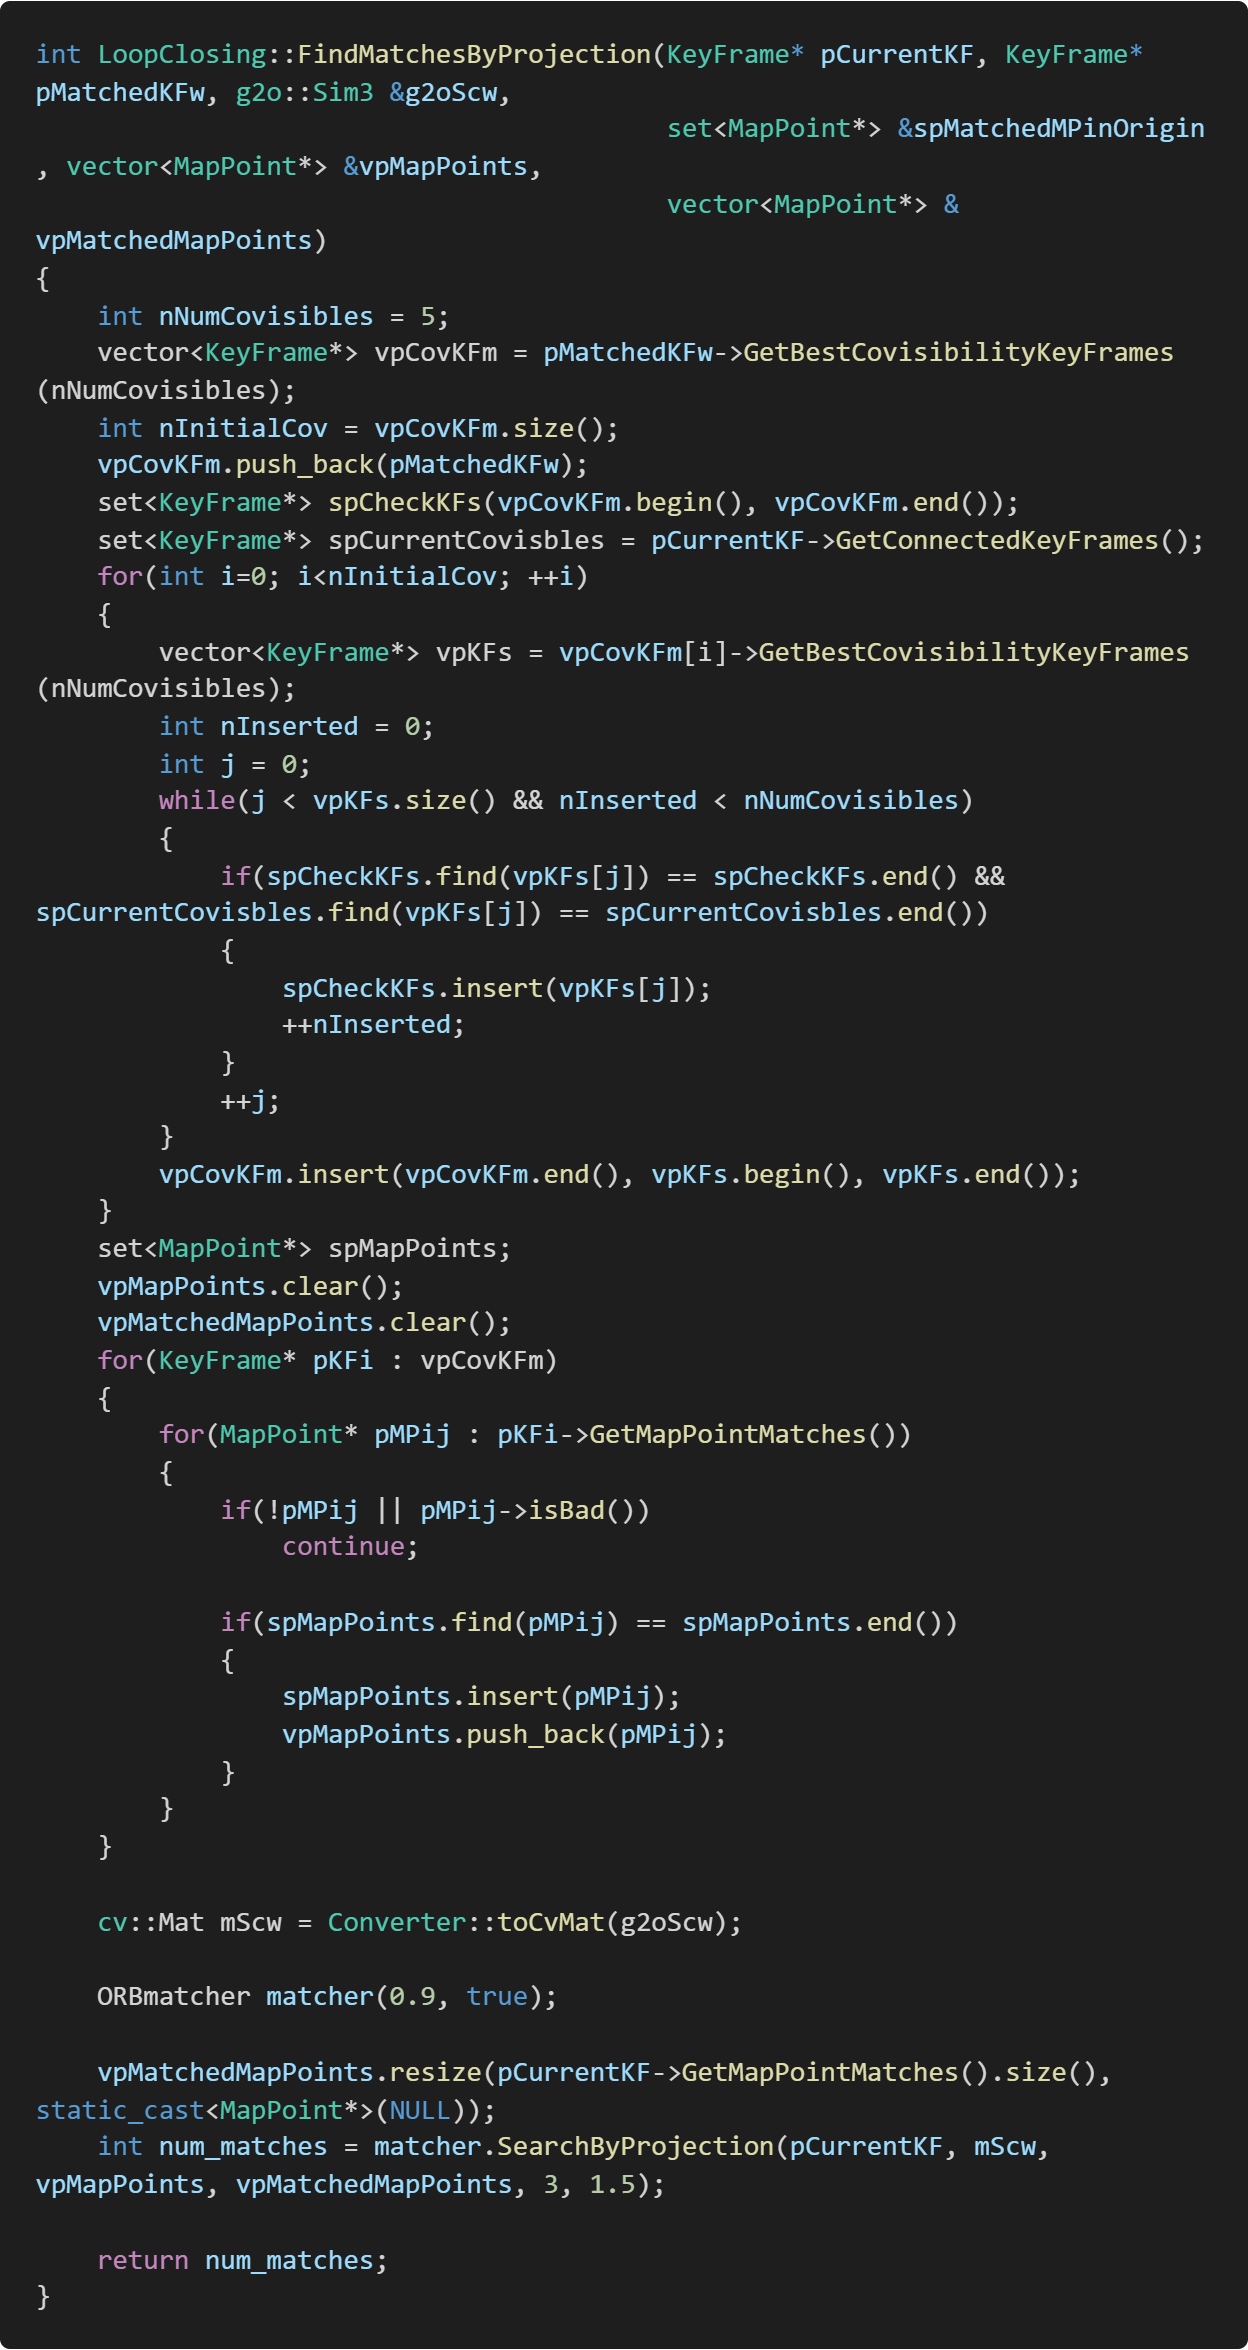 int LoopClosing::FindMatchesByProjection(KeyFrame* pCurrentKF, KeyFrame*
pMatchedKFw, g2o::Sim3 &g2oScw,
                                         set<MapPoint*> &spMatchedMPinOrigin
, vector<MapPoint*> &vpMapPoints,
                                         vector<MapPoint*> &
vpMatchedMapPoints)
{
    int nNumCovisibles = 5;
    vector<KeyFrame*> vpCovKFm = pMatchedKFw->GetBestCovisibilityKeyFrames
(nNumCovisibles);
    int nInitialCov = vpCovKFm.size();
    vpCovKFm.push_back(pMatchedKFw);
    set<KeyFrame*> spCheckKFs(vpCovKFm.begin(), vpCovKFm.end());
    set<KeyFrame*> spCurrentCovisbles = pCurrentKF->GetConnectedKeyFrames();
    for(int i=0; i<nInitialCov; ++i)
    {
        vector<KeyFrame*> vpKFs = vpCovKFm[i]->GetBestCovisibilityKeyFrames
(nNumCovisibles);
        int nInserted = 0;
        int j = 0;
        while(j < vpKFs.size() && nInserted < nNumCovisibles)
        {
            if(spCheckKFs.find(vpKFs[j]) == spCheckKFs.end() &&
spCurrentCovisbles.find(vpKFs[j]) == spCurrentCovisbles.end())
            {
                spCheckKFs.insert(vpKFs[j]);
                ++nInserted;
            }
            ++j;
        }
        vpCovKFm.insert(vpCovKFm.end(), vpKFs.begin(), vpKFs.end());
    }
    set<MapPoint*> spMapPoints;
    vpMapPoints.clear();
    vpMatchedMapPoints.clear();
    for(KeyFrame* pKFi : vpCovKFm)
    {
        for(MapPoint* pMPij : pKFi->GetMapPointMatches())
        {
            if(!pMPij || pMPij->isBad())
                continue;

            if(spMapPoints.find(pMPij) == spMapPoints.end())
            {
                spMapPoints.insert(pMPij);
                vpMapPoints.push_back(pMPij);
            }
        }
    }

    cv::Mat mScw = Converter::toCvMat(g2oScw);

    ORBmatcher matcher(0.9, true);

    vpMatchedMapPoints.resize(pCurrentKF->GetMapPointMatches().size(),
static_cast<MapPoint*>(NULL));
    int num_matches = matcher.SearchByProjection(pCurrentKF, mScw,
vpMapPoints, vpMatchedMapPoints, 3, 1.5);

    return num_matches;
}